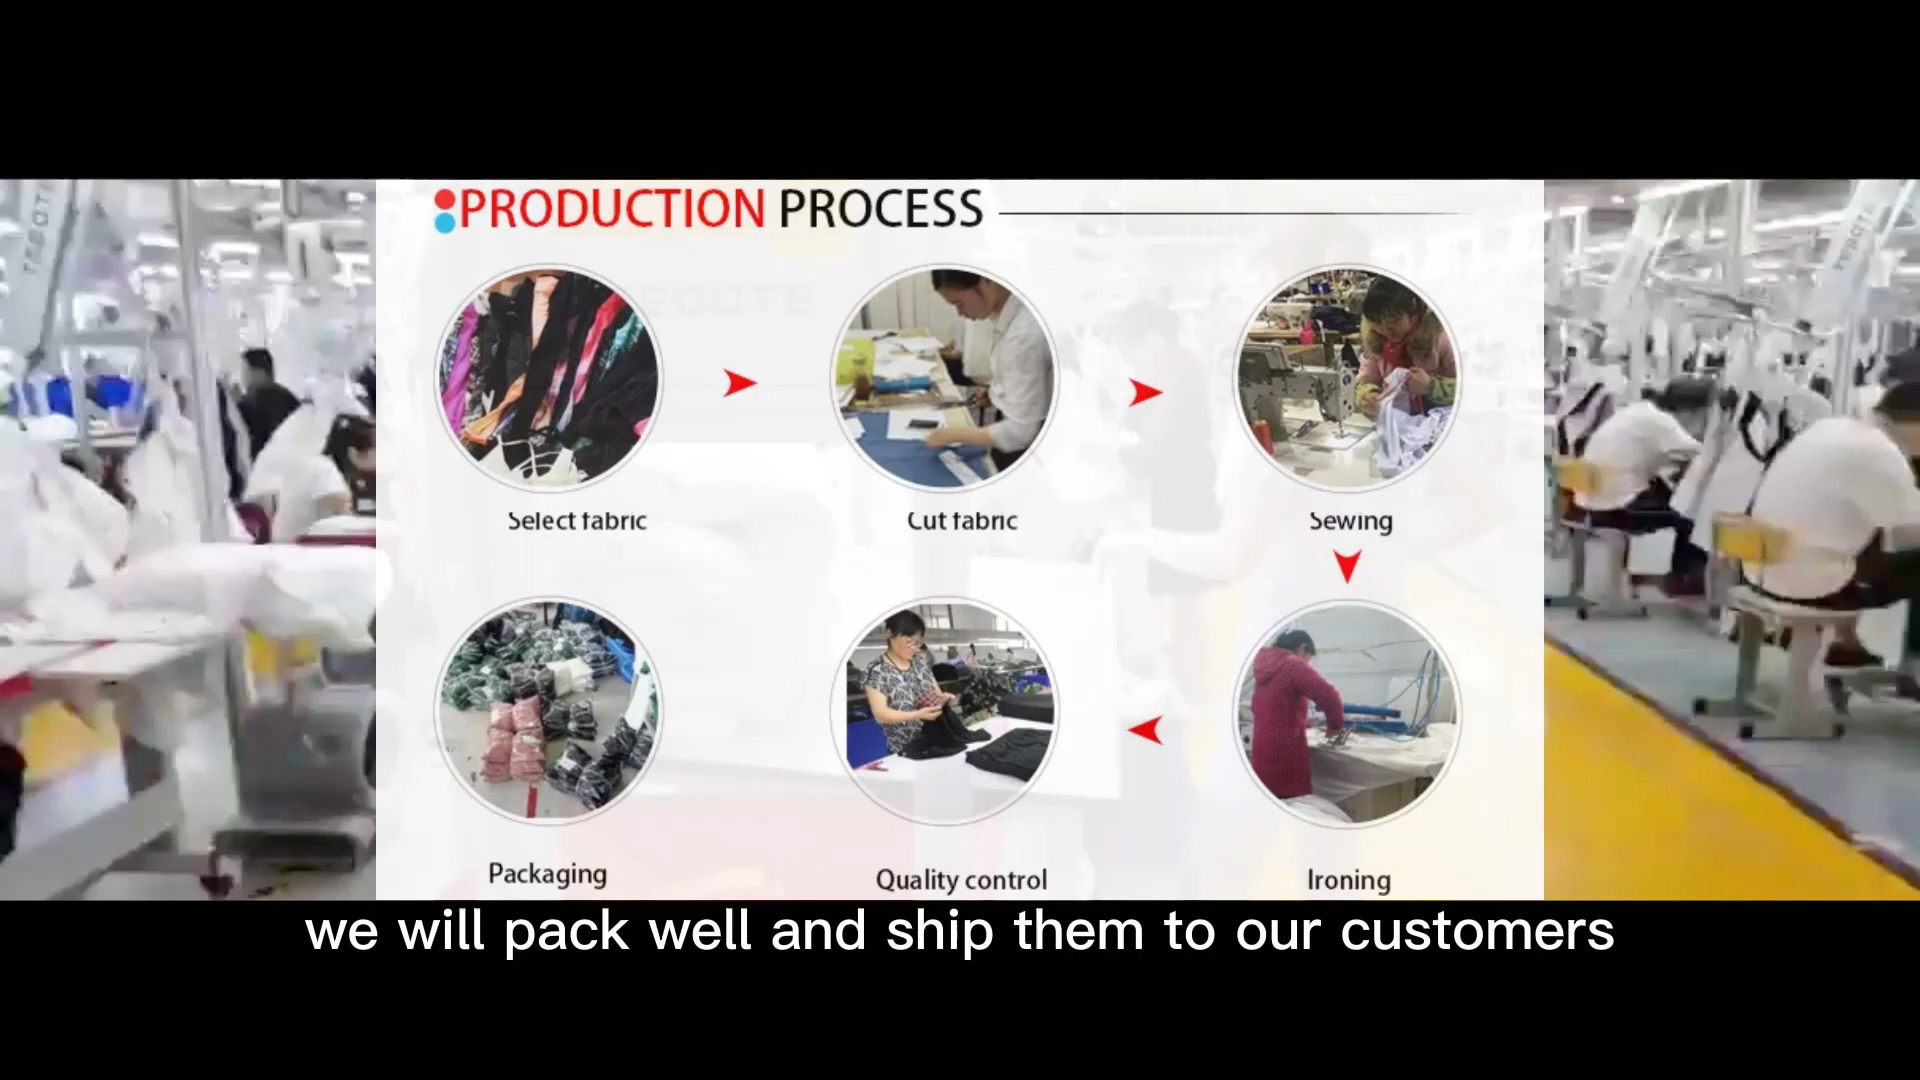 PRODUCTION PROCESS
Select fabric
Cut fabric
Sewing
Packaging
Quality control
Ironing
we will pack well and ship them to our customers